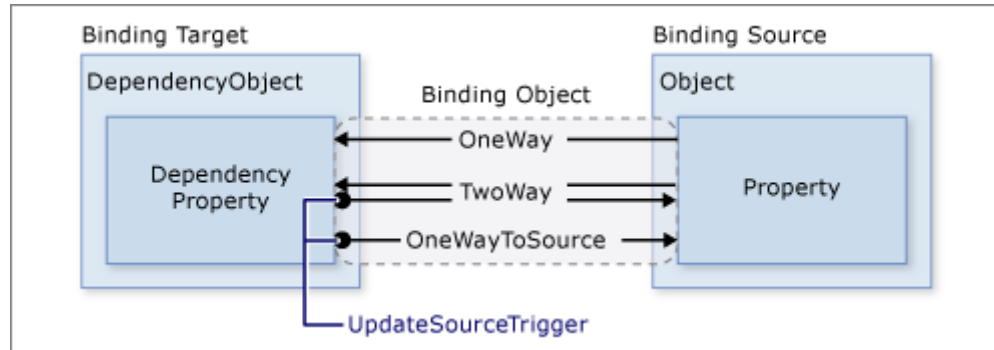 Binding Target
Binding Source
DependencyObject
Object
Binding Object
OneWay
Dependency
Property
TwoWay
Property
OneWayToSource
UpdateSourceTrigger